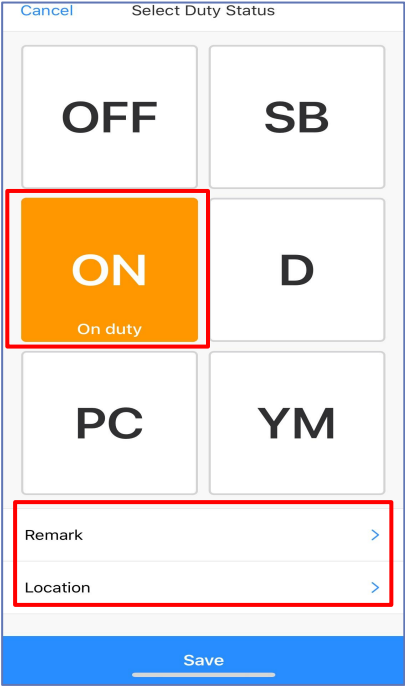 Cancel Select Duty Status
OFF SB
ON D
On duty
PC YM
Remark
Location
Save